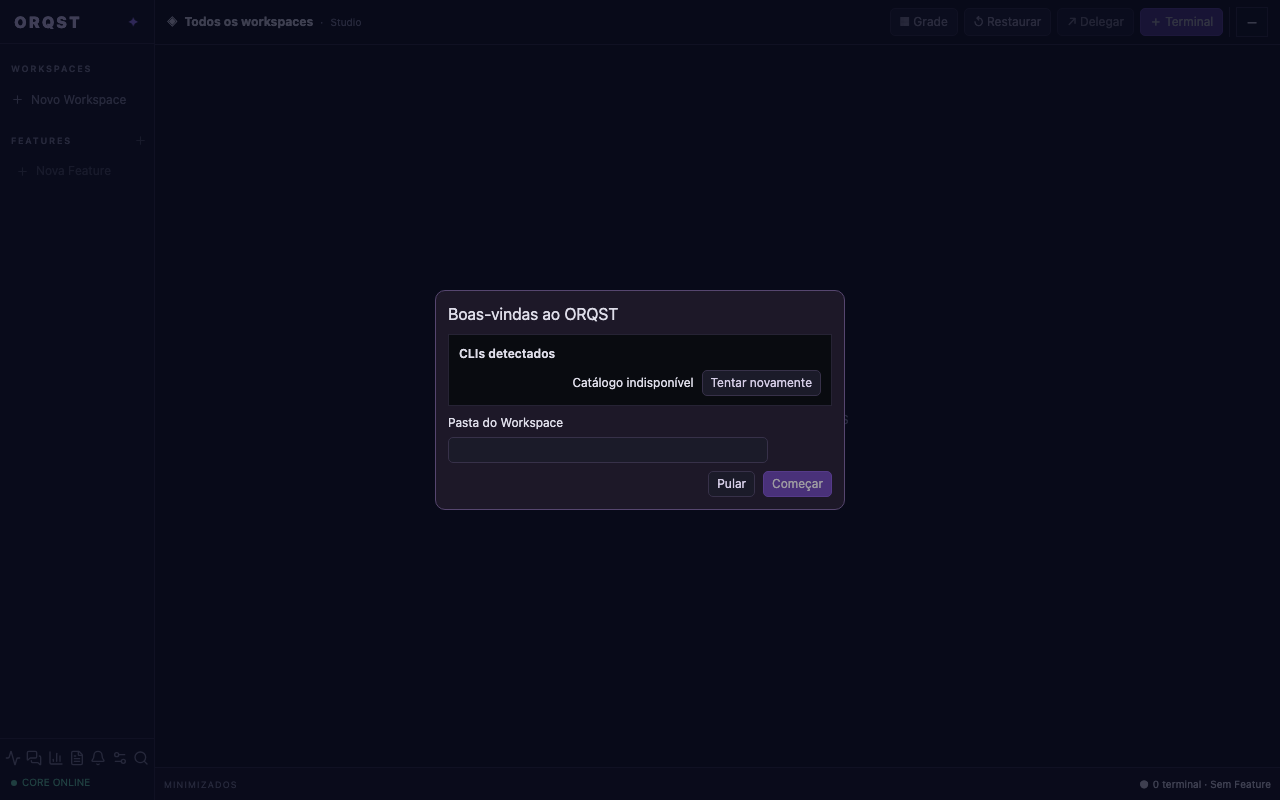 ORQST
Todos os workspaces · Studio
Grade
Restaurar
Delegar
+ Terminal
WORKSPACES
+ Novo Workspace
FEATURES +
+ Nova Feature
Boas-vindas ao ORQST
CLIs detectados
Catálogo indisponível
Tentar novamente
Pasta do Workspace
Pular
Começar
CORE ONLINE
MINIMIZADOS
0 terminal · Sem Feature